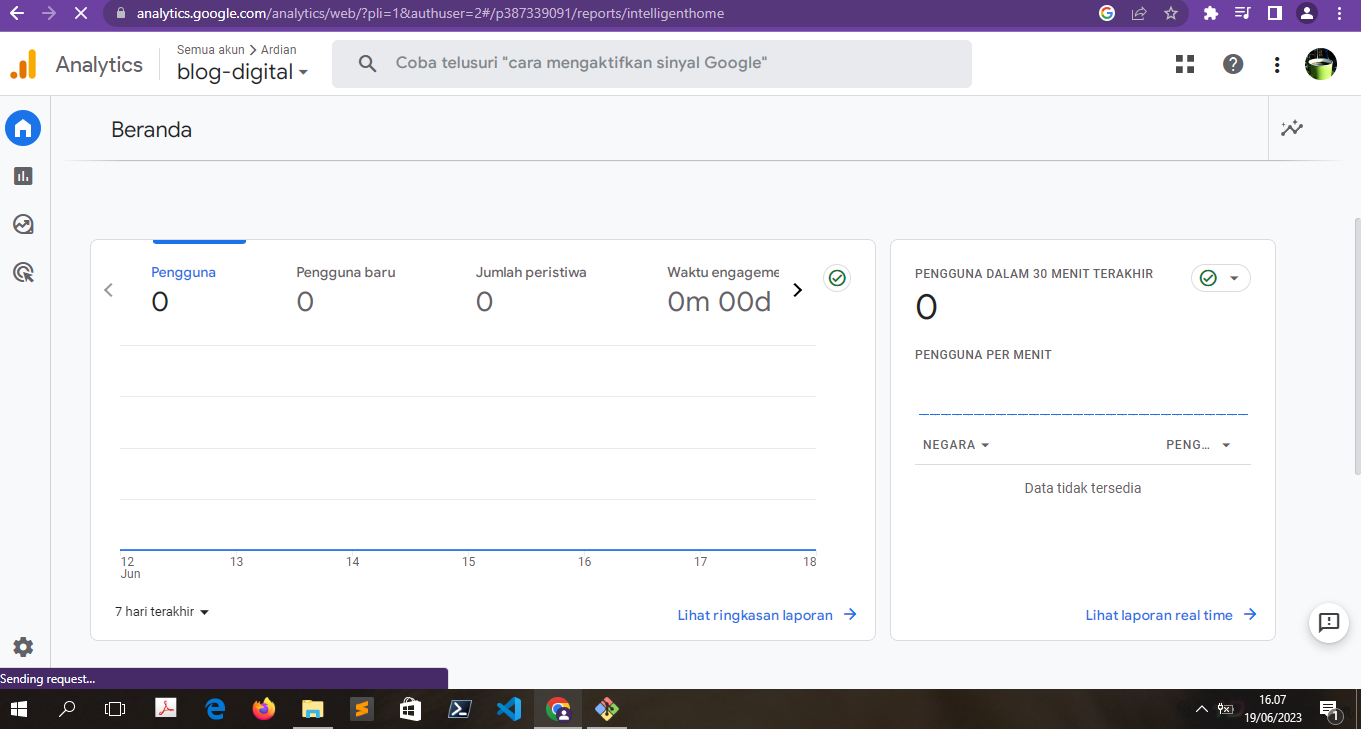 analytics.google.com/analytics/web/?pli=1&authuser=2#/p387339091/reports/intelligenthome
Analytics
Semua akun > Ardian
blog-digital
Coba telusuri "cara mengaktifkan sinyal Google"
Beranda
Pengguna
0
Pengguna baru
0
Jumlah peristiwa
0
Waktu engageme
0m 00d
12
Jun
13
14
15
16
17
18
7 hari terakhir
Lihat ringkasan laporan
PENGGUNA DALAM 30 MENIT TERAKHIR
0
PENGGUNA PER MENIT
NEGARA
PENG...
Data tidak tersedia
Lihat laporan real time
Sending request...
16.07
19/06/2023
1